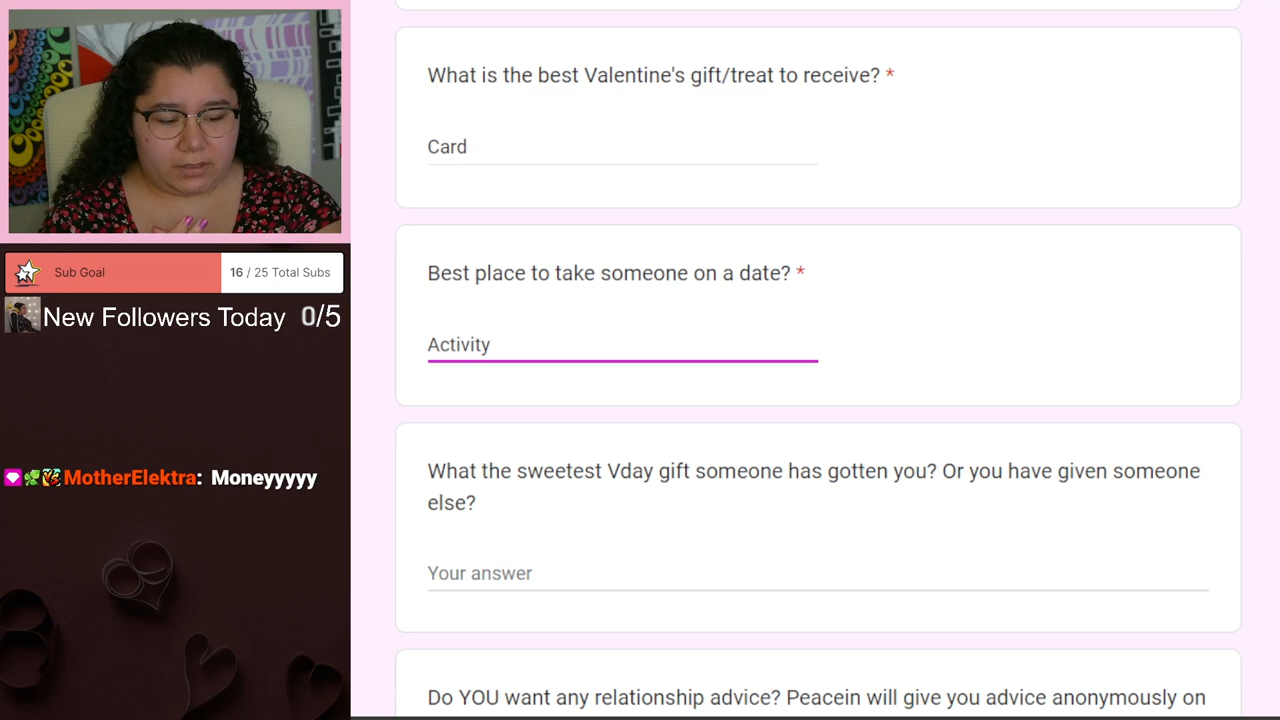 Sub Goal
16 / 25 Total Subs
New Followers Today 0/5
MotherElektra: Moneyyyyy
What is the best Valentine's gift/treat to receive? *
Card
Best place to take someone on a date? *
Activity
What the sweetest Vday gift someone has gotten you? Or you have given someone
else?
Your answer
Do YOU want any relationship advice? Peacein will give you advice anonymously on